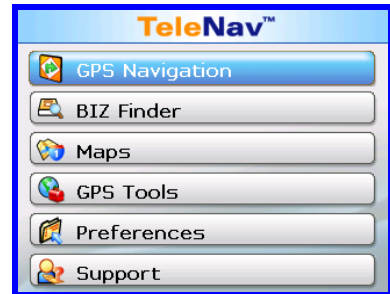 TeleNav™
GPS Navigation
BIZ Finder
Maps
GPS Tools
Preferences
Support